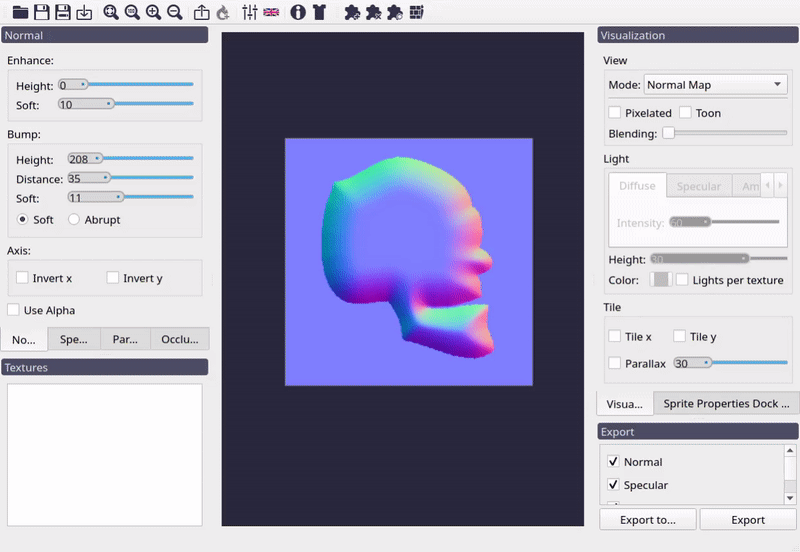 Normal
Enhance:
Height: 0
Soft: 10
Bump:
Height: 208
Distance: 35
Soft: 11
Soft Abrupt
Axis:
Invert x Invert y
Use Alpha
No... Spe... Par... Occlu...
Textures
Visualization
View
Mode: Normal Map
Pixelated Toon
Blending:
Light
Diffuse Specular Am
Intensity: 60
Height: 30
Color: Lights per texture
Tile
Tile x Tile y
Parallax 30
Visua... Sprite Properties Dock ...
Export
Normal
Specular
Export to... Export